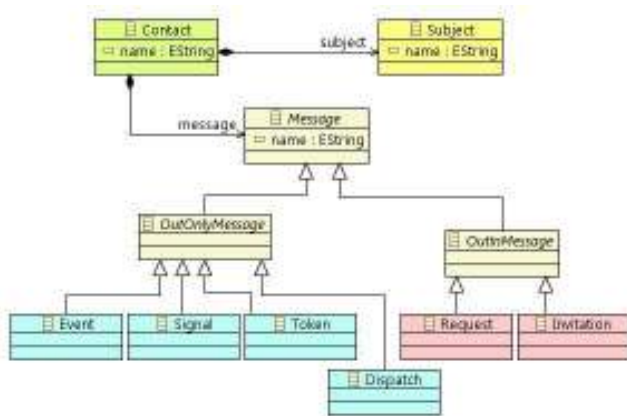 Contact
name : EString
subject
Subject
name : EString
message
Message
name : EString
OutOnlyMessage
OutInMessage
Event
Signal
Token
Request
Invitation
Dispatch